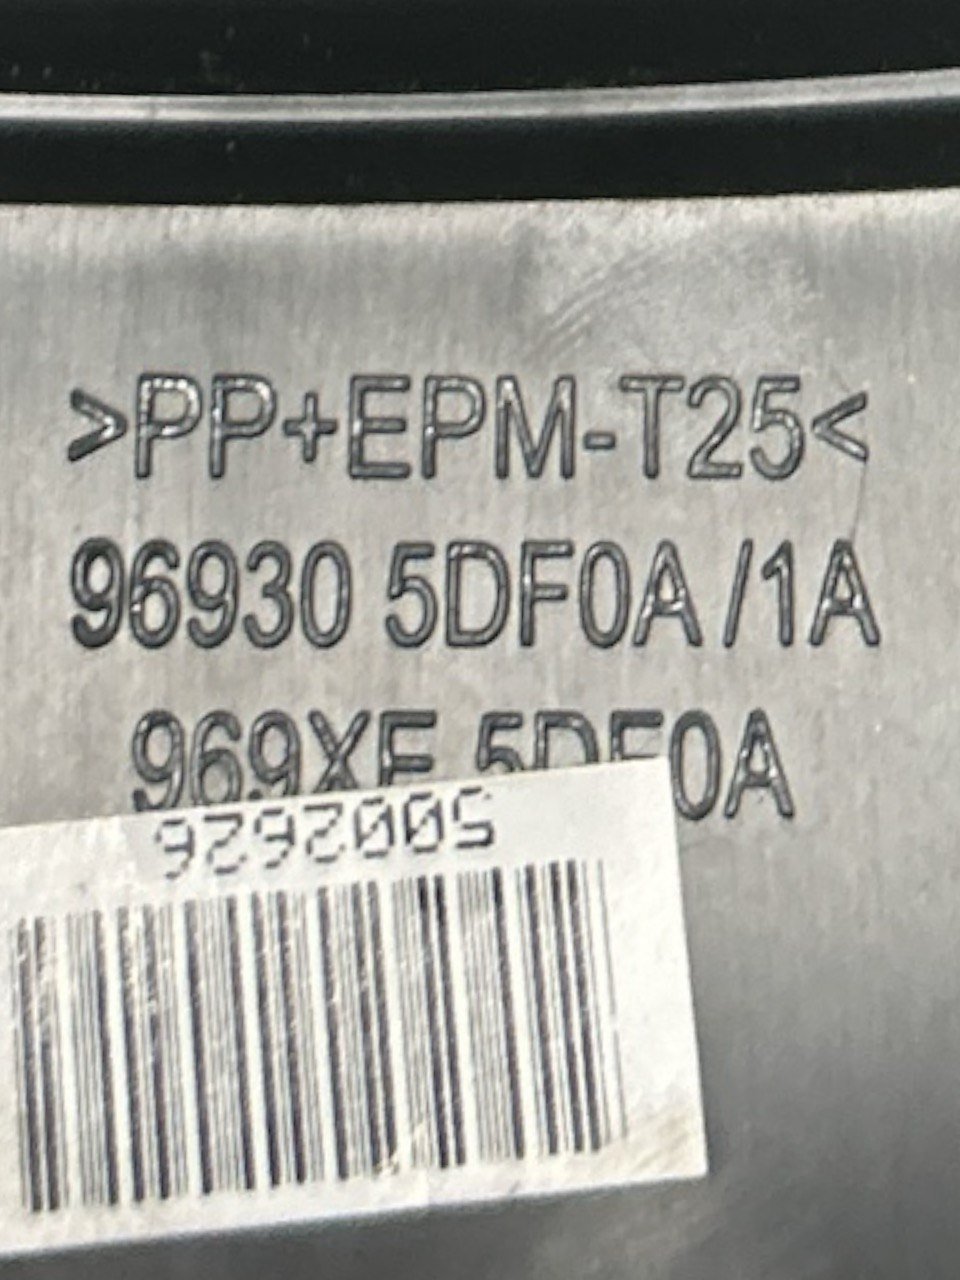 >PP+EPM-T25<
96930 5DF0A/1A
969XE 5DF0A
9292005